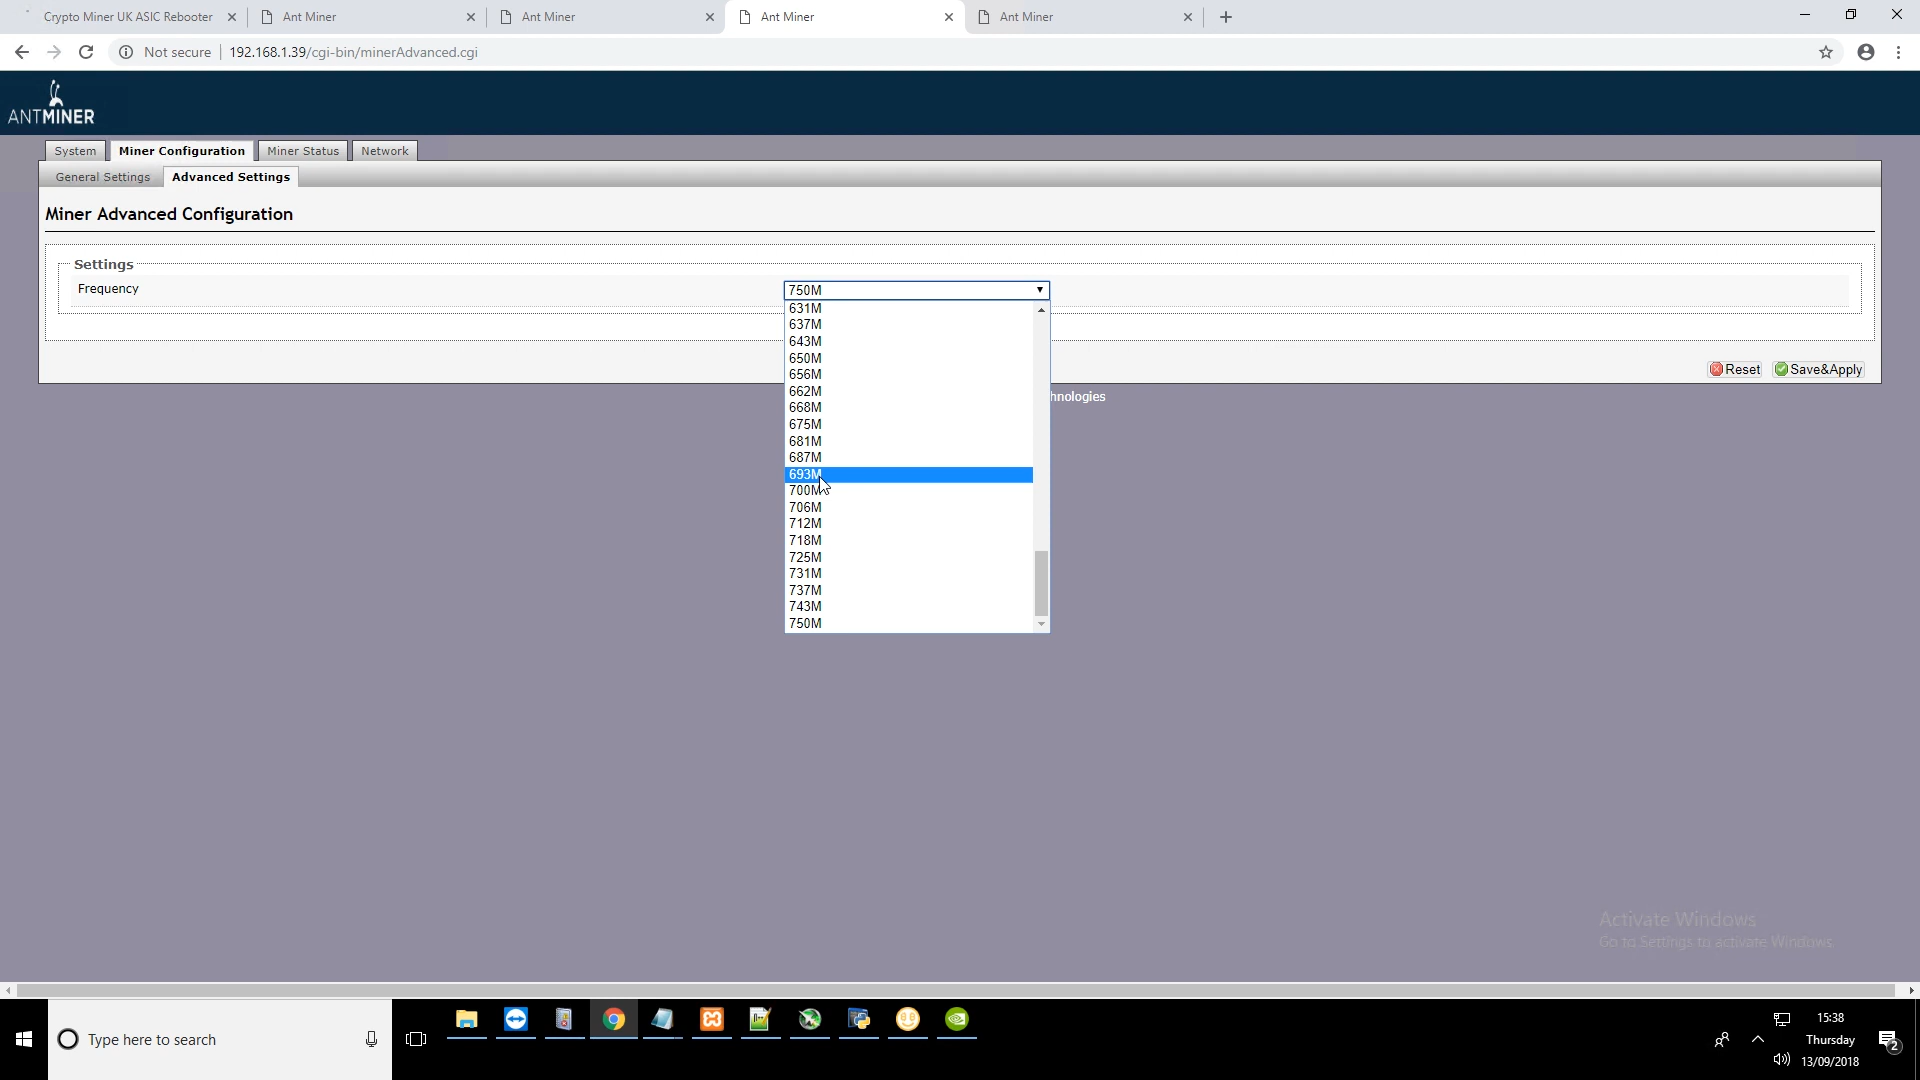 Crypto Miner UK ASIC Rebooter
Ant Miner
Ant Miner
Ant Miner
Ant Miner
Not secure
192.168.1.39/cgi-bin/minerAdvanced.cgi
ANTMINER
System
Miner Configuration
Miner Status
Network
General Settings
Advanced Settings
Miner Advanced Configuration
Settings
Frequency
750M
631M
637M
643M
650M
656M
662M
668M
675M
681M
687M
693M
700M
706M
712M
718M
725M
731M
737M
743M
750M
Reset
Save&Apply
hnologies
Activate Windows
Go to Settings to activate Windows
Type here to search
15:38
Thursday
13/09/2018
2